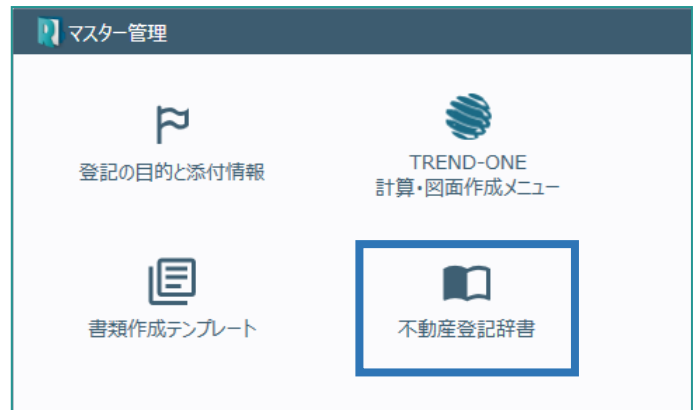 マスター管理
登記の目的と添付情報
TREND-ONE
計算・図面作成メニュー
書類作成テンプレート
不動産登記辞書